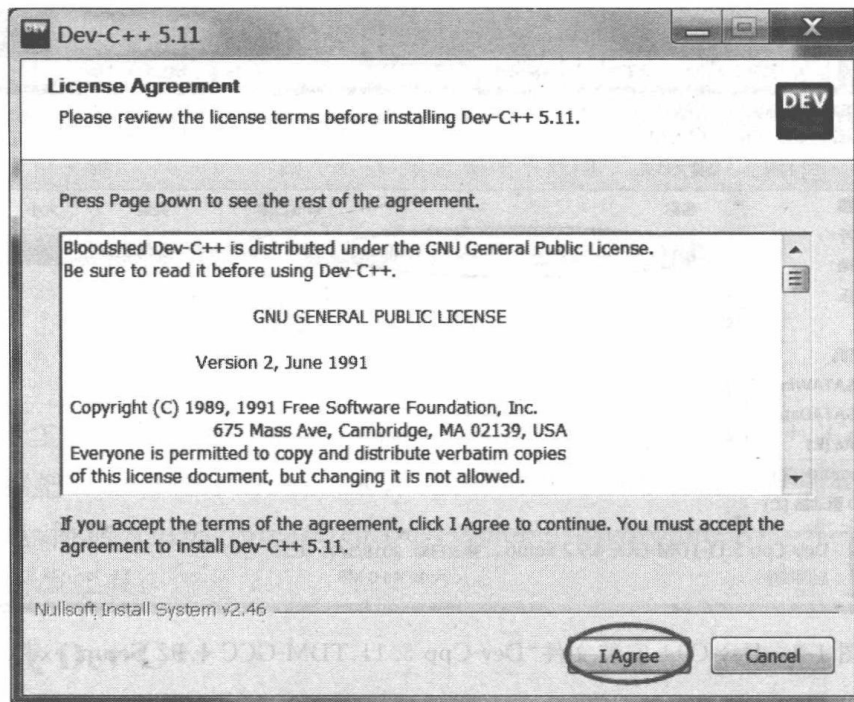 DEV Dev-C++ 5.11
License Agreement
Please review the license terms before installing Dev-C++ 5.11.
DEV
Press Page Down to see the rest of the agreement.
Bloodshed Dev-C++ is distributed under the GNU General Public License.
Be sure to read it before using Dev-C++.
GNU GENERAL PUBLIC LICENSE
Version 2, June 1991
Copyright (C) 1989, 1991 Free Software Foundation, Inc.
675 Mass Ave, Cambridge, MA 02139, USA
Everyone is permitted to copy and distribute verbatim copies
of this license document, but changing it is not allowed.
If you accept the terms of the agreement, click I Agree to continue. You must accept the
agreement to install Dev-C++ 5.11.
Nullsoft Install System v2.46
I Agree
Cancel